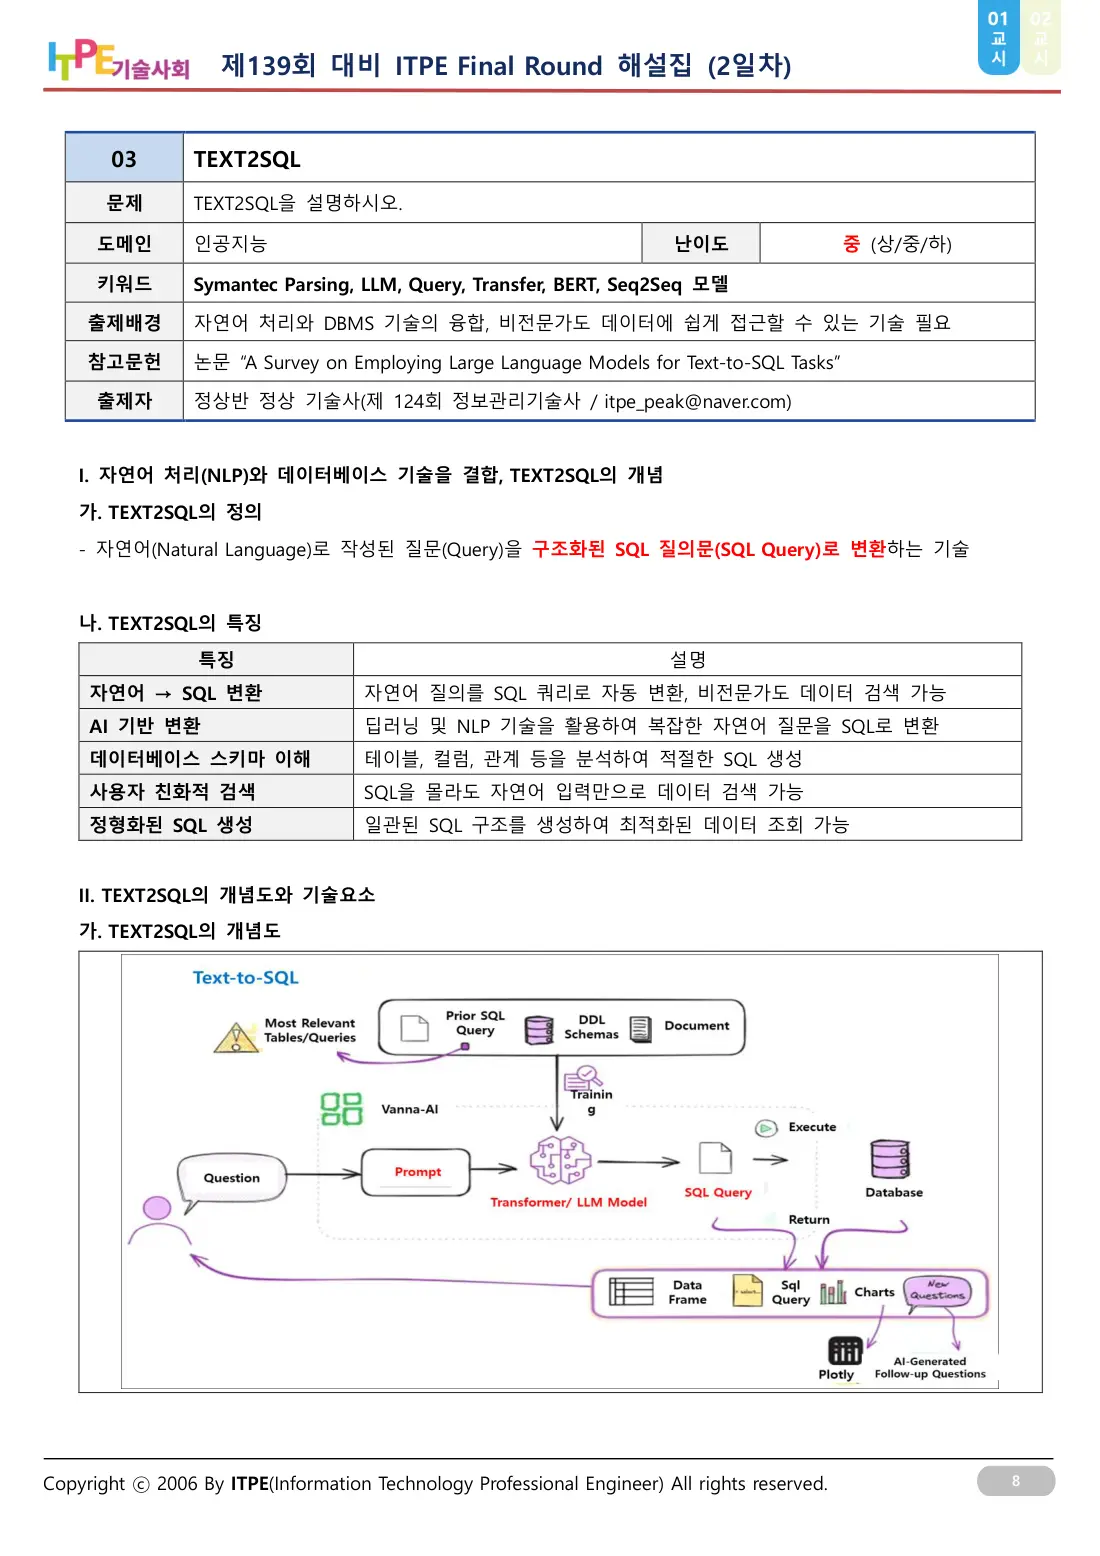 ITPE기술사회 제139회 대비 ITPE Final Round 해설집 (2일차)
01 교시
02 교시
03 TEXT2SQL
문제 TEXT2SQL을 설명하시오.
도메인 인공지능 난이도 중 (상/중/하)
키워드 Symantec Parsing, LLM, Query, Transfer, BERT, Seq2Seq 모델
출제배경 자연어 처리와 DBMS 기술의 융합, 비전문가도 데이터에 쉽게 접근할 수 있는 기술 필요
참고문헌 논문 “A Survey on Employing Large Language Models for Text-to-SQL Tasks”
출제자 정상반 정상 기술사(제 124회 정보관리기술사 / itpe_peak@naver.com)
I. 자연어 처리(NLP)와 데이터베이스 기술을 결합, TEXT2SQL의 개념
가. TEXT2SQL의 정의
- 자연어(Natural Language)로 작성된 질문(Query)을 구조화된 SQL 질의문(SQL Query)로 변환하는 기술
나. TEXT2SQL의 특징
특징 설명
자연어 → SQL 변환 자연어 질의를 SQL 쿼리로 자동 변환, 비전문가도 데이터 검색 가능
AI 기반 변환 딥러닝 및 NLP 기술을 활용하여 복잡한 자연어 질문을 SQL로 변환
데이터베이스 스키마 이해 테이블, 컬럼, 관계 등을 분석하여 적절한 SQL 생성
사용자 친화적 검색 SQL을 몰라도 자연어 입력만으로 데이터 검색 가능
정형화된 SQL 생성 일관된 SQL 구조를 생성하여 최적화된 데이터 조회 가능
II. TEXT2SQL의 개념도와 기술요소
가. TEXT2SQL의 개념도
Text-to-SQL
Most Relevant
Tables/Queries
Prior SQL
Query
DDL
Schemas
Document
Trainin
g
Vanna-AI
Execute
Question
Prompt
Transformer/ LLM Model
SQL Query
Database
Return
Data
Frame
Sql
Query
Charts
New
Questions
Plotly
AI-Generated
Follow-up Questions
Copyright ⓒ 2006 By ITPE(Information Technology Professional Engineer) All rights reserved.
8